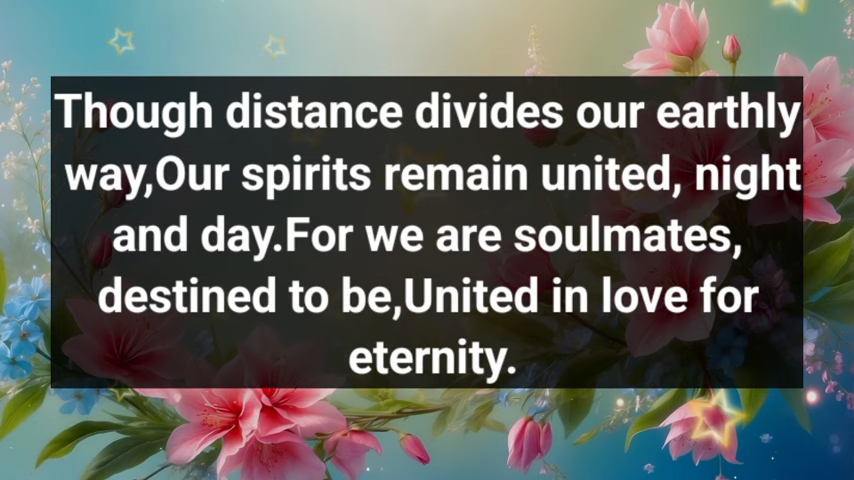 Though distance divides our earthly
way,Our spirits remain united, night
and day.For we are soulmates,
destined to be,United in love for
eternity.